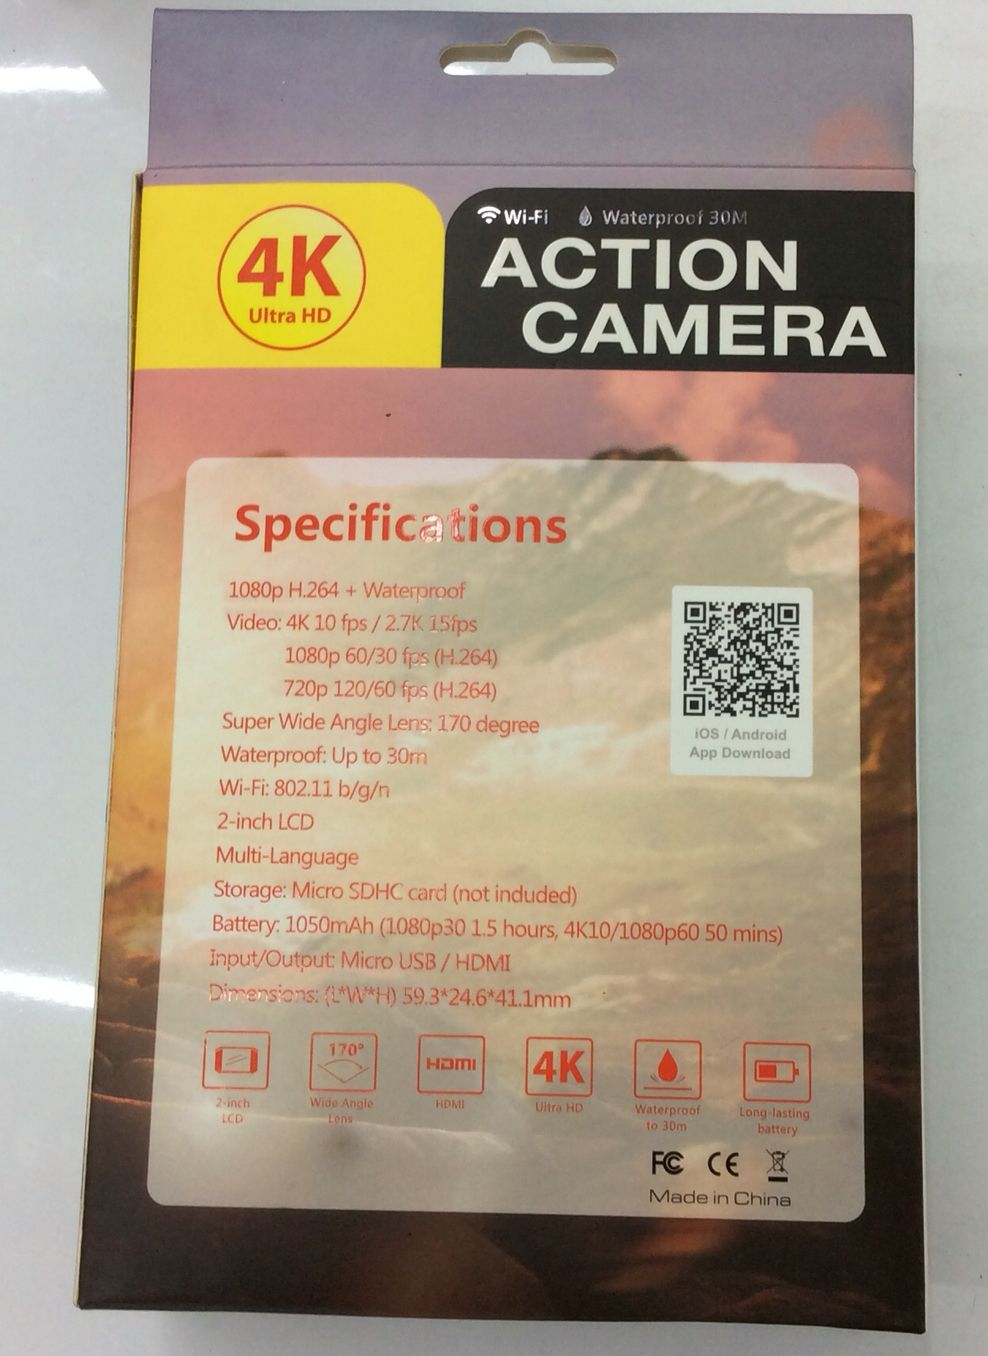 4K
Ultra HD
Wi-Fi Waterproof 30M
ACTION
CAMERA
Specifications
1080p H.264 + Waterproof
Video: 4K 10 fps / 2.7K 15fps
1080p 60/30 fps (H.264)
720p 120/60 fps (H.264)
Super Wide Angle Lens: 170 degree
Waterproof: Up to 30m
Wi-Fi: 802.11 b/g/n
2-inch LCD
Multi-Language
Storage: Micro SDHC card (not included)
Battery: 1050mAh (1080p30 1.5 hours, 4K10/1080p60 50 mins)
Input/Output: Micro USB / HDMI
Dimensions: (L*W*H) 59.3*24.6*41.1mm
iOS / Android
App Download
170°
HDMI
4K
2-inch
LCD
Wide Angle
Lens
HDMI
Ultra HD
Waterproof
to 30m
Long-lasting
battery
FC CE
Made in China